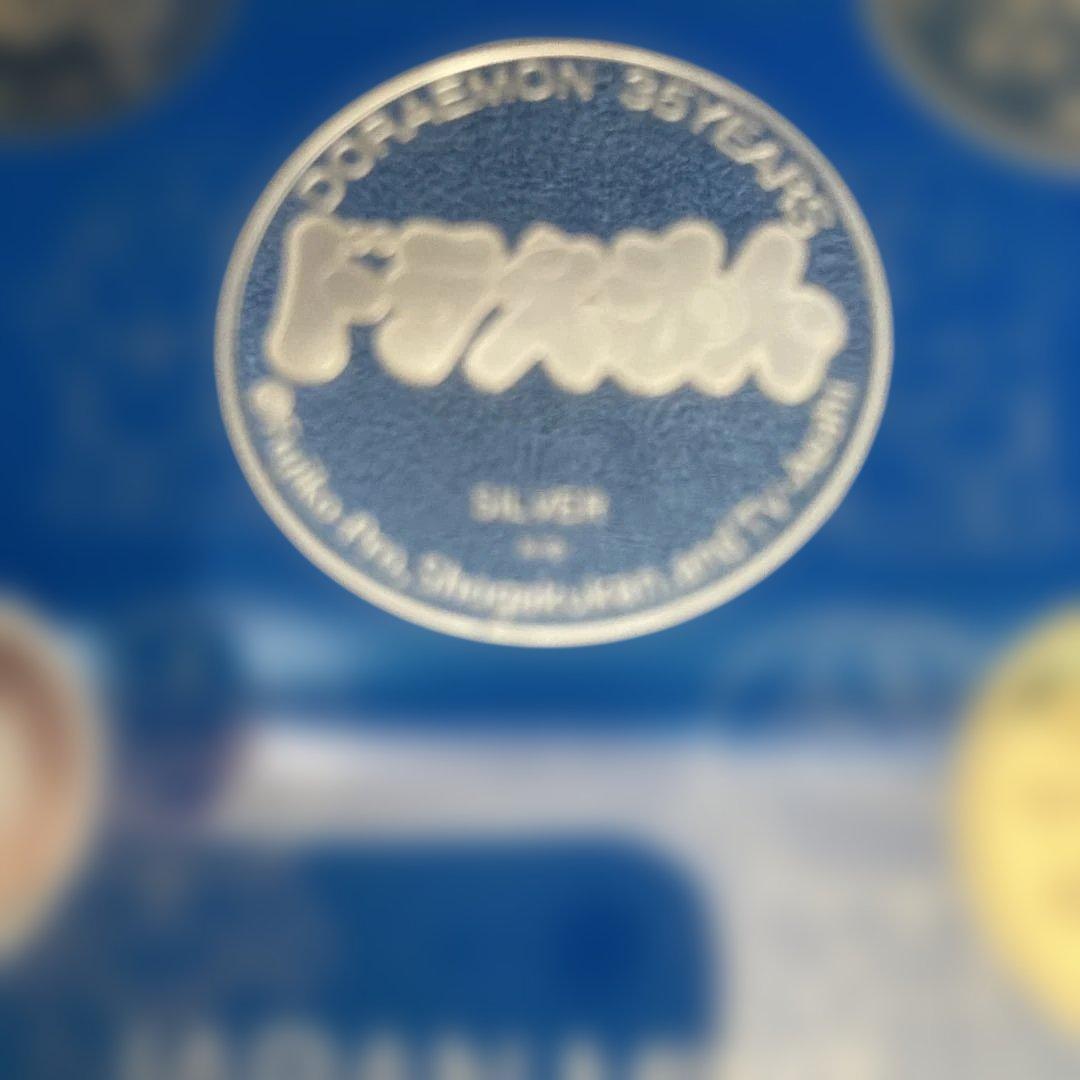 DORAEMON 35YEARS
ドラえもん
SILVER
©Fujiko-Pro, Shogakukan and TV-Asahi